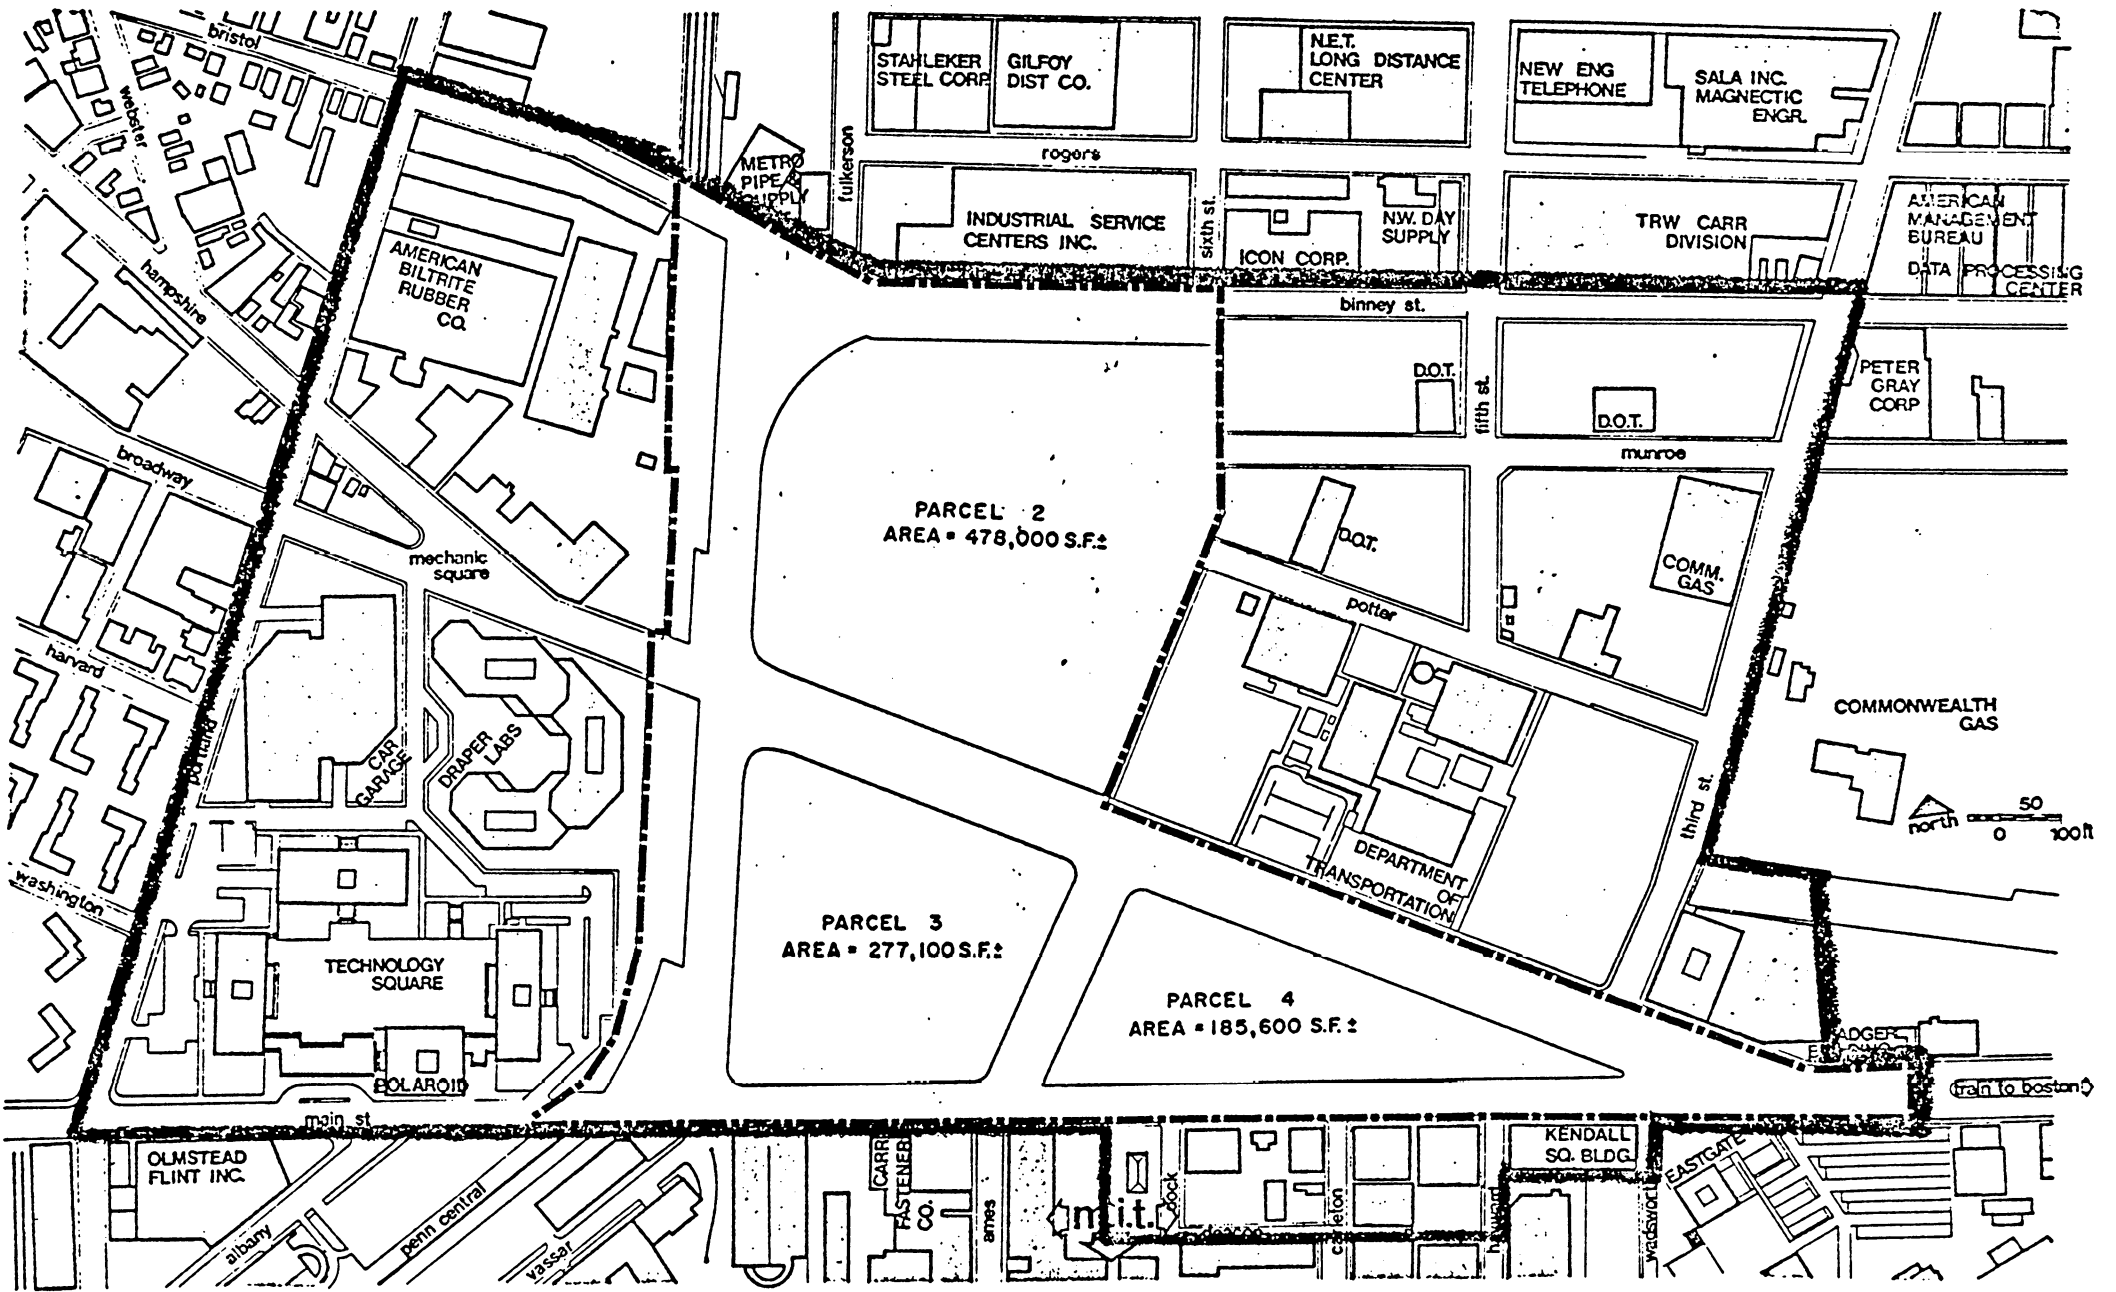 bristol
webster
STAHLEKER
STEEL CORP.
GILFOY
DIST CO.
N.E.T.
LONG DISTANCE
CENTER
NEW ENG
TELEPHONE
SALA INC.
MAGNECTIC
ENGR.
fulkerson
rogers
METRO
PIPE &
SUPPLY
INDUSTRIAL SERVICE
CENTERS INC.
sixth st.
ICON CORP.
N.W. DAY
SUPPLY
TRW CARR
DIVISION
AMERICAN
MANAGEMENT
BUREAU
DATA PROCESSING
CENTER
hampshire
AMERICAN
BILTRITE
RUBBER
CO.
binney st.
D.O.T.
fifth st.
D.O.T.
PETER
GRAY
CORP
munroe
broadway
mechanic
square
PARCEL 2
AREA = 478,000 S.F.±
D.O.T.
COMM.
GAS
potter
harvard
portland
CAR
GARAGE
DRAPER
LABS
COMMONWEALTH
GAS
third st.
north
50
0
100ft
DEPARTMENT
OF
TRANSPORTATION
washington
TECHNOLOGY
SQUARE
PARCEL 3
AREA = 277,100 S.F.±
PARCEL 4
AREA = 185,600 S.F.±
POLAROID
train to boston
main st
OLMSTEAD
FLINT INC.
albany
penn central
vassar
CARR
FASTENER
CO.
ames
m.i.t.
dock
carleton
hayward
KENDALL
SQ. BLDG.
wadsworth
EASTGATE